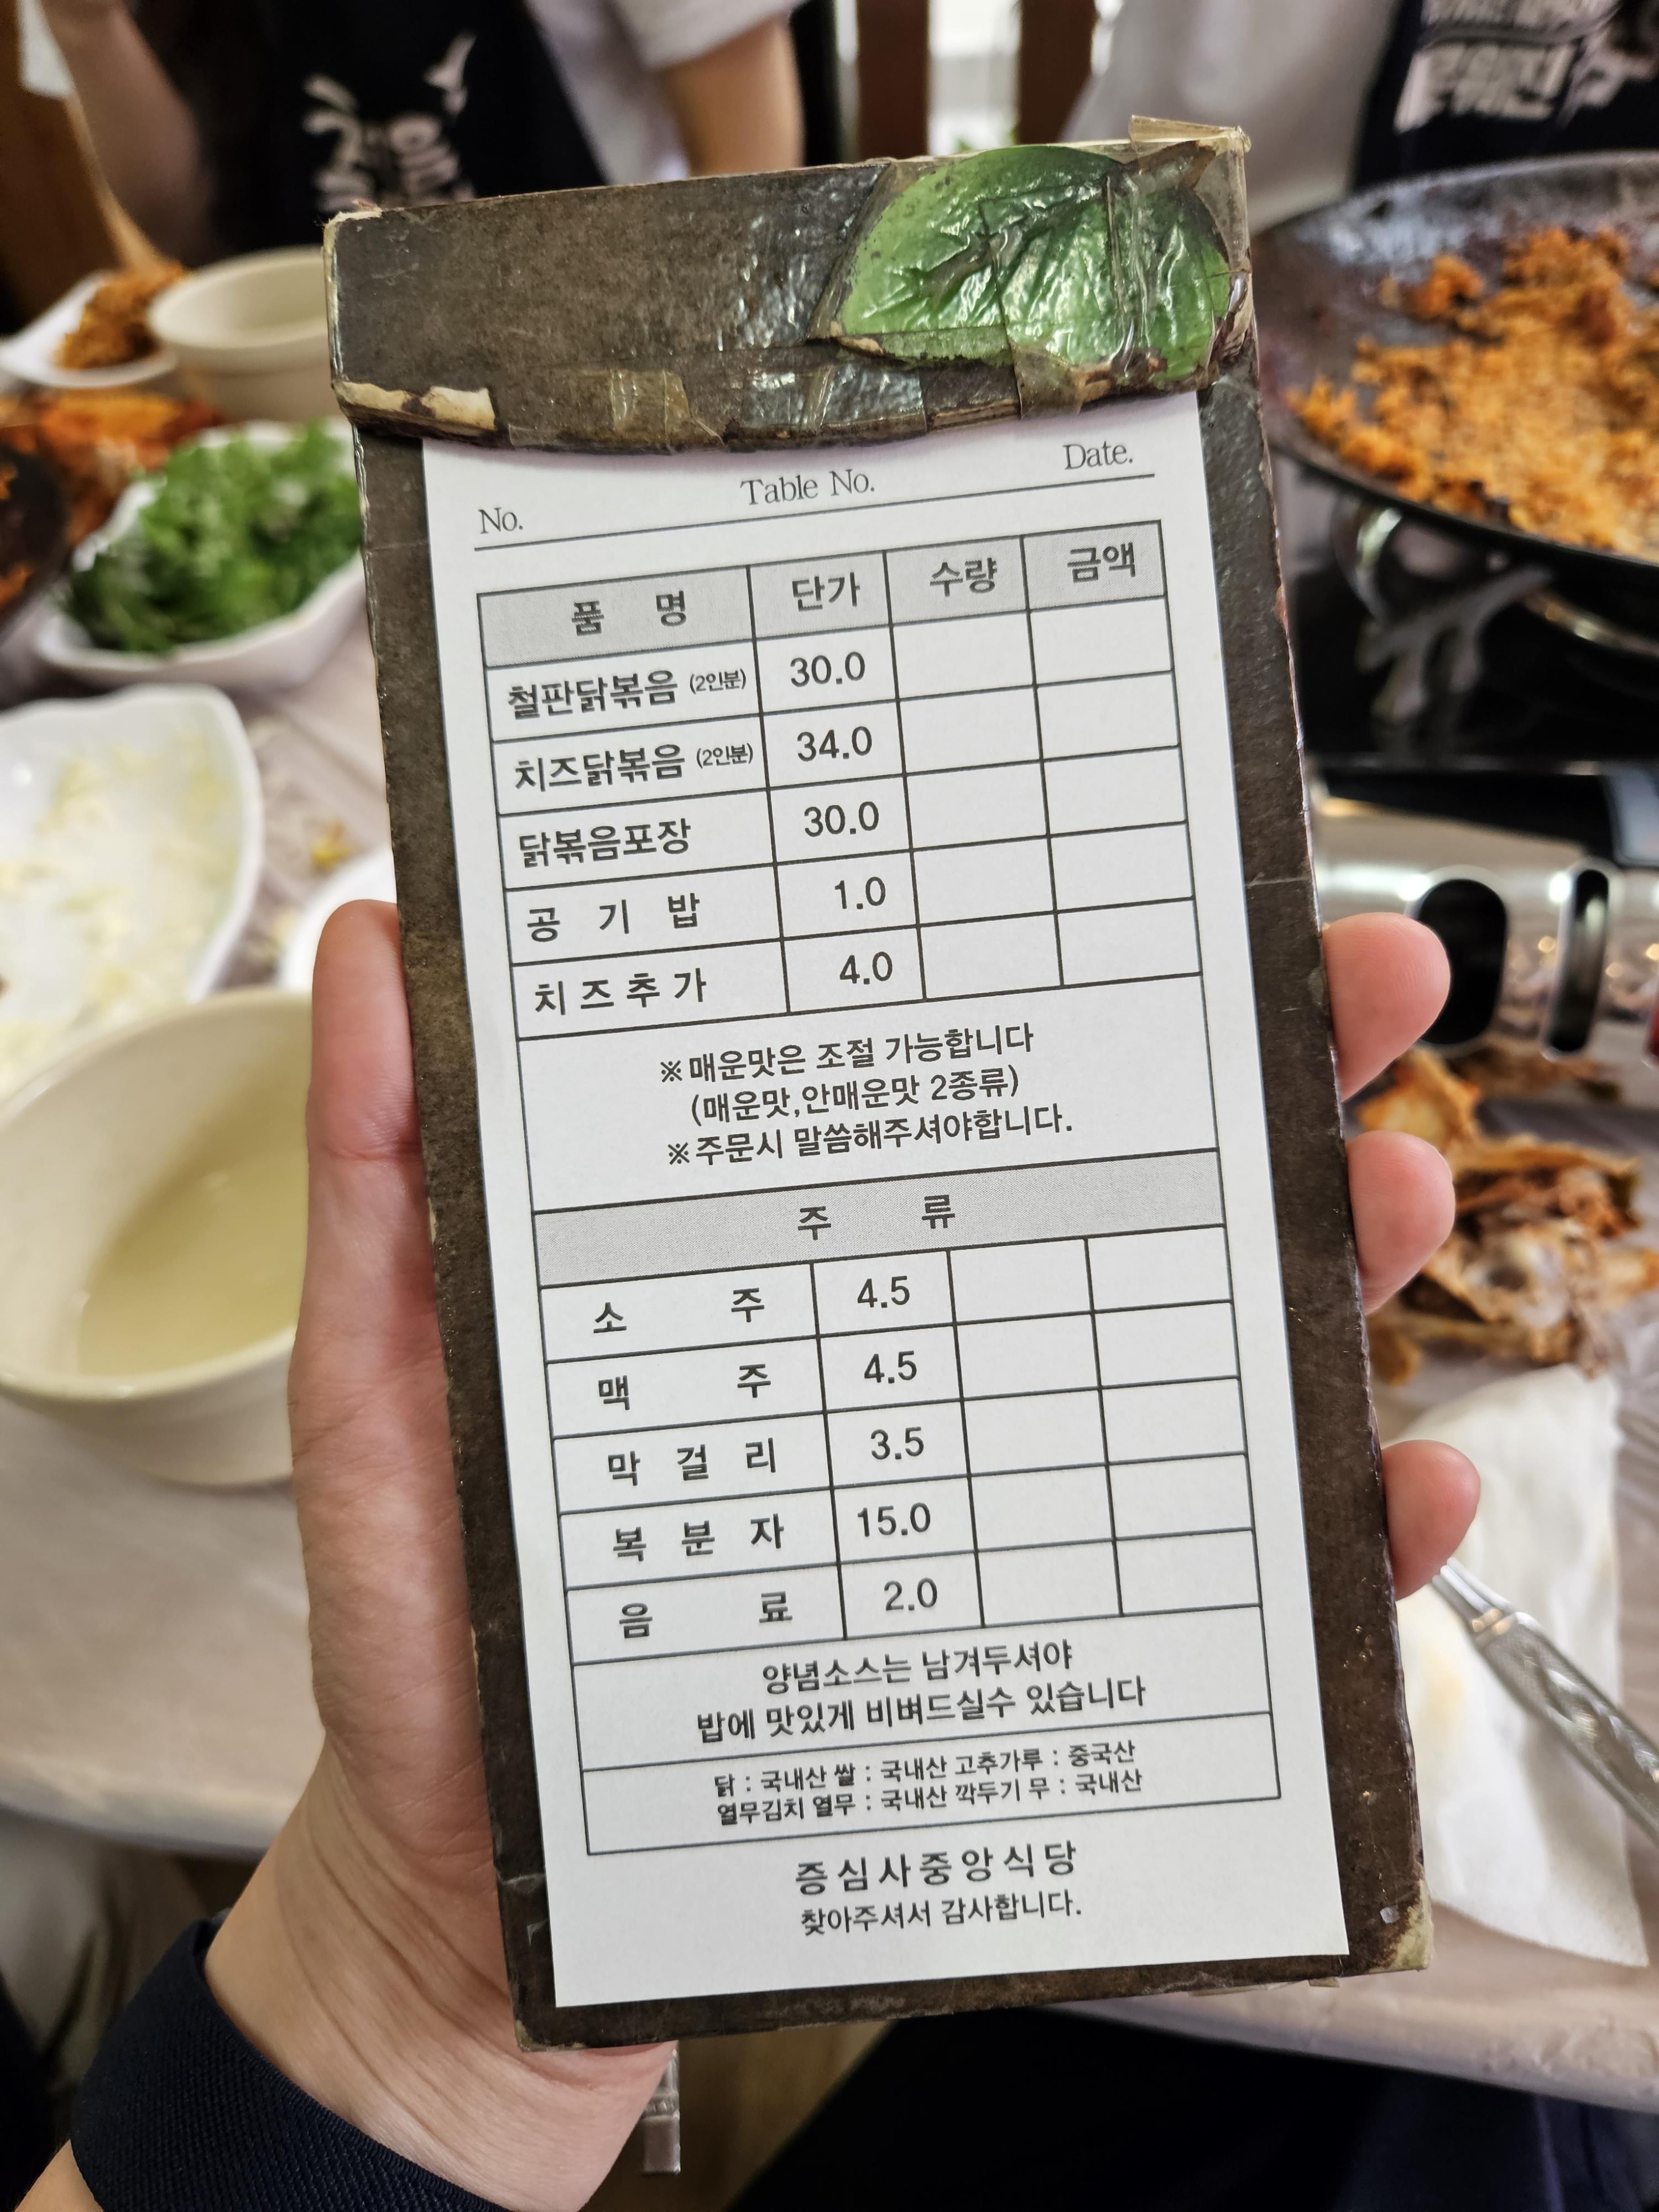 No. Table No. Date.
품 명 단가 수량 금액
철판닭볶음 (2인분) 30.0
치즈닭볶음 (2인분) 34.0
닭볶음포장 30.0
공 기 밥 1.0
치 즈 추 가 4.0
※매운맛은 조절 가능합니다
(매운맛,안매운맛 2종류)
※주문시 말씀해주셔야합니다.
주 류
소 주 4.5
맥 주 4.5
막 걸 리 3.5
복 분 자 15.0
음 료 2.0
양념소스는 남겨두셔야
밥에 맛있게 비벼드실수 있습니다
닭 : 국내산 쌀 : 국내산 고추가루 : 중국산
열무김치 열무 : 국내산 깍두기 무 : 국내산
증심사중앙식당
찾아주셔서 감사합니다.